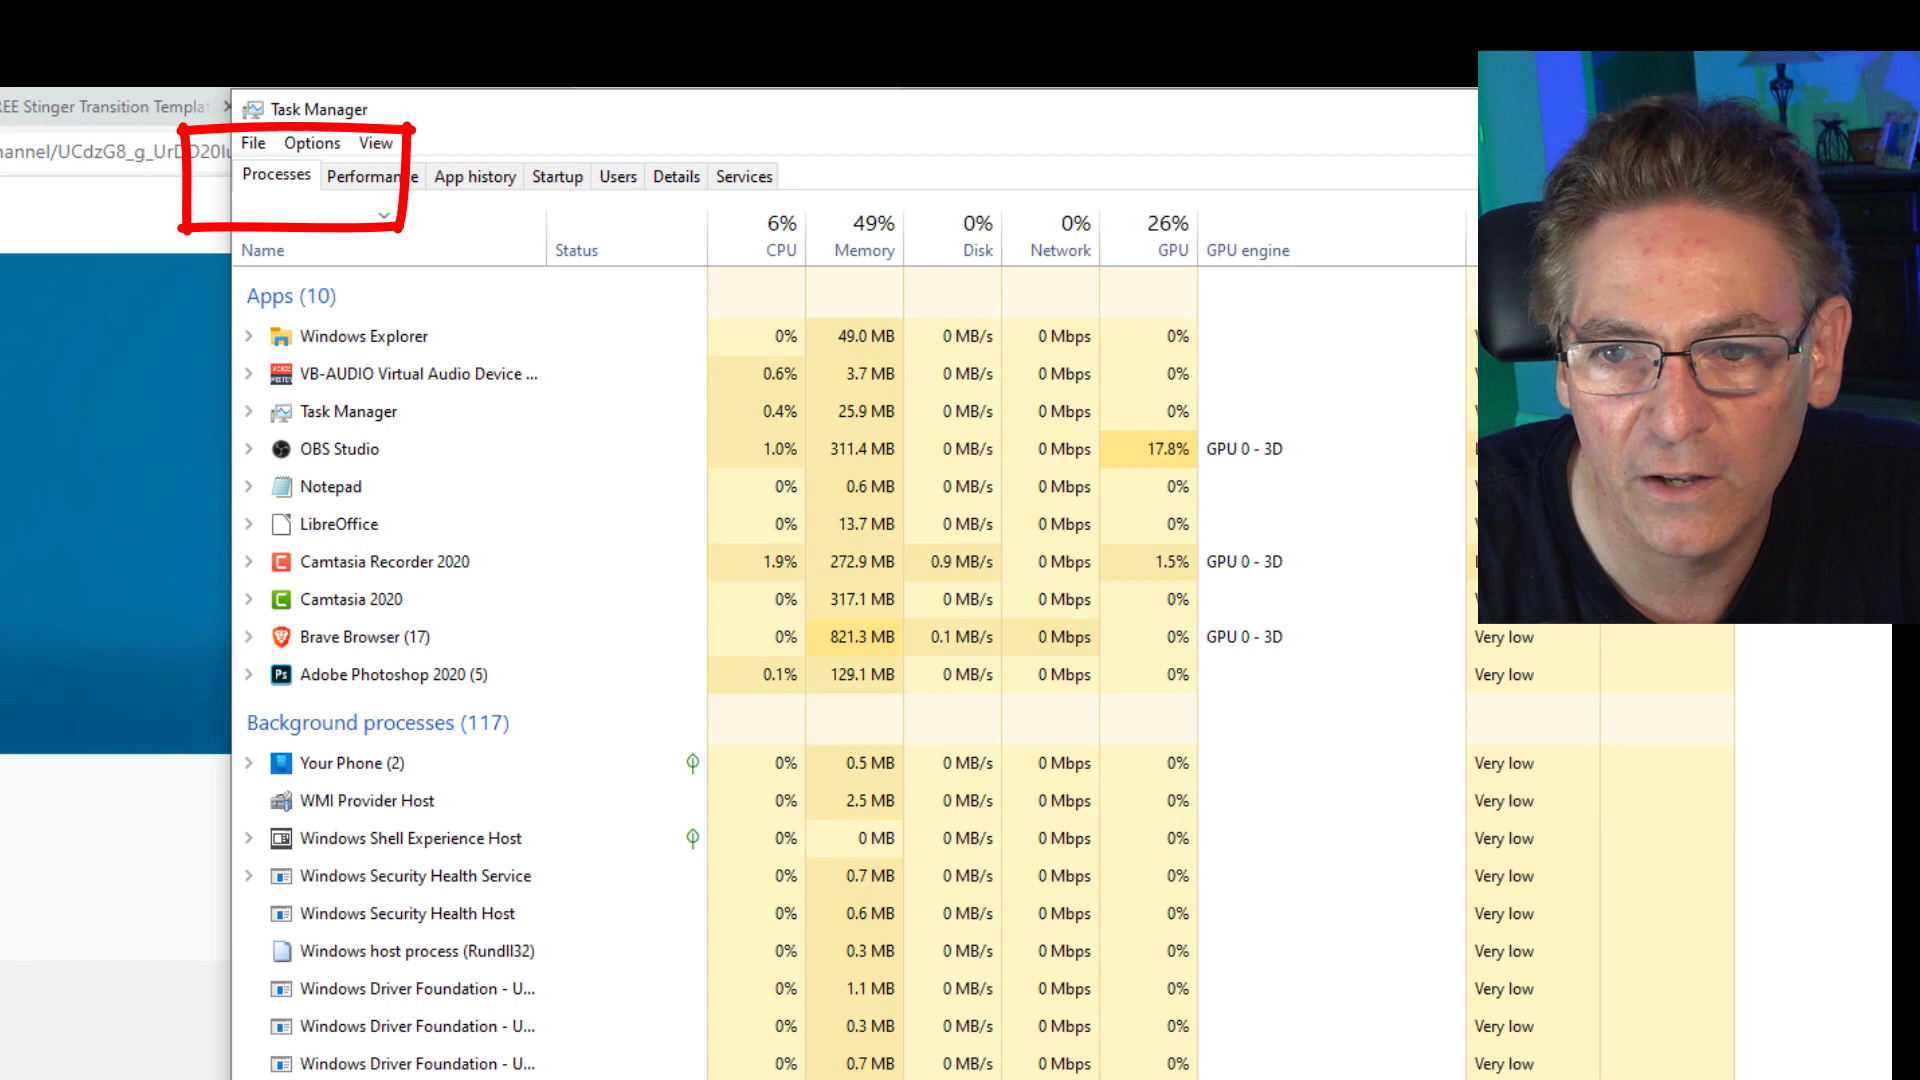 REE Stinger Transition Templat
Task Manager
annel/UCdzG8_g_UrDO20Iu
File Options View
Processes Performance App history Startup Users Details Services
6% 49% 0% 0% 26%
Name Status CPU Memory Disk Network GPU GPU engine
Apps (10)
Windows Explorer 0% 49.0 MB 0 MB/s 0 Mbps 0%
VB-AUDIO Virtual Audio Device ... 0.6% 3.7 MB 0 MB/s 0 Mbps 0%
Task Manager 0.4% 25.9 MB 0 MB/s 0 Mbps 0%
OBS Studio 1.0% 311.4 MB 0 MB/s 0 Mbps 17.8% GPU 0 - 3D
Notepad 0% 0.6 MB 0 MB/s 0 Mbps 0%
LibreOffice 0% 13.7 MB 0 MB/s 0 Mbps 0%
Camtasia Recorder 2020 1.9% 272.9 MB 0.9 MB/s 0 Mbps 1.5% GPU 0 - 3D
Camtasia 2020 0% 317.1 MB 0 MB/s 0 Mbps 0%
Brave Browser (17) 0% 821.3 MB 0.1 MB/s 0 Mbps 0% GPU 0 - 3D Very low
Ps Adobe Photoshop 2020 (5) 0.1% 129.1 MB 0 MB/s 0 Mbps 0% Very low
Background processes (117)
Your Phone (2) 0% 0.5 MB 0 MB/s 0 Mbps 0% Very low
WMI Provider Host 0% 2.5 MB 0 MB/s 0 Mbps 0% Very low
Windows Shell Experience Host 0% 0 MB 0 MB/s 0 Mbps 0% Very low
Windows Security Health Service 0% 0.7 MB 0 MB/s 0 Mbps 0% Very low
Windows Security Health Host 0% 0.6 MB 0 MB/s 0 Mbps 0% Very low
Windows host process (Rundll32) 0% 0.3 MB 0 MB/s 0 Mbps 0% Very low
Windows Driver Foundation - U... 0% 1.1 MB 0 MB/s 0 Mbps 0% Very low
Windows Driver Foundation - U... 0% 0.3 MB 0 MB/s 0 Mbps 0% Very low
Windows Driver Foundation - U... 0% 0.7 MB 0 MB/s 0 Mbps 0% Very low